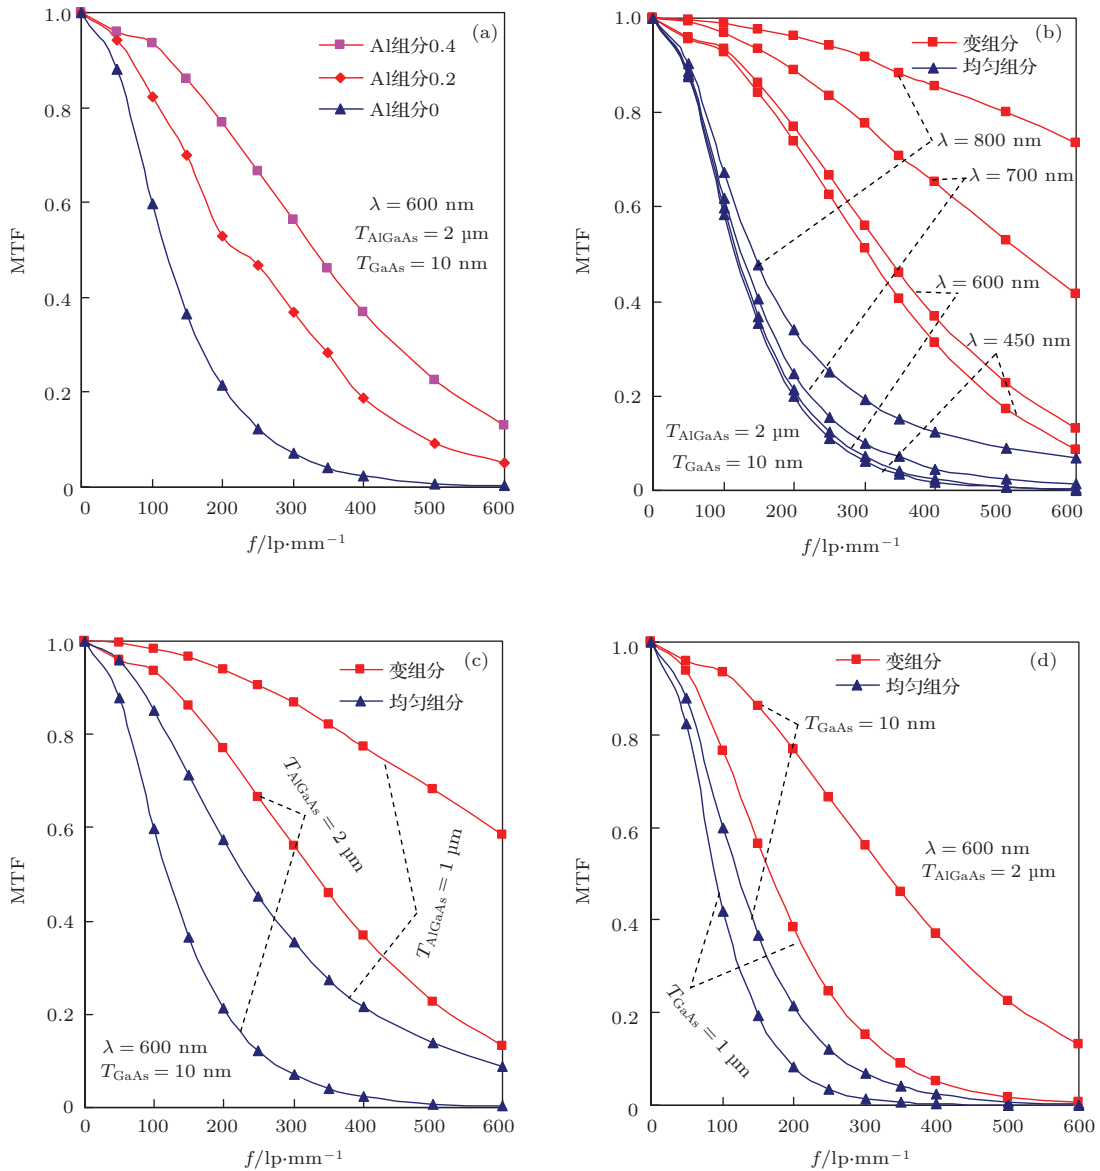 (a)
Al组分0.4
Al组分0.2
Al组分0
λ = 600 nm
T_AlGaAs = 2 µm
T_GaAs = 10 nm
MTF
1.0
0.8
0.6
0.4
0.2
0
0 100 200 300 400 500 600
f/lp·mm⁻¹
(b)
变组分
均匀组分
λ = 800 nm
λ = 700 nm
λ = 600 nm
λ = 450 nm
T_AlGaAs = 2 µm
T_GaAs = 10 nm
MTF
1.0
0.8
0.6
0.4
0.2
0
0 100 200 300 400 500 600
f/lp·mm⁻¹
(c)
变组分
均匀组分
T_AlGaAs = 2 µm
T_AlGaAs = 1 µm
λ = 600 nm
T_GaAs = 10 nm
MTF
1.0
0.8
0.6
0.4
0.2
0
0 100 200 300 400 500 600
f/lp·mm⁻¹
(d)
变组分
均匀组分
T_GaAs = 10 nm
λ = 600 nm
T_AlGaAs = 2 µm
T_GaAs = 1 µm
MTF
1.0
0.8
0.6
0.4
0.2
0
0 100 200 300 400 500 600
f/lp·mm⁻¹